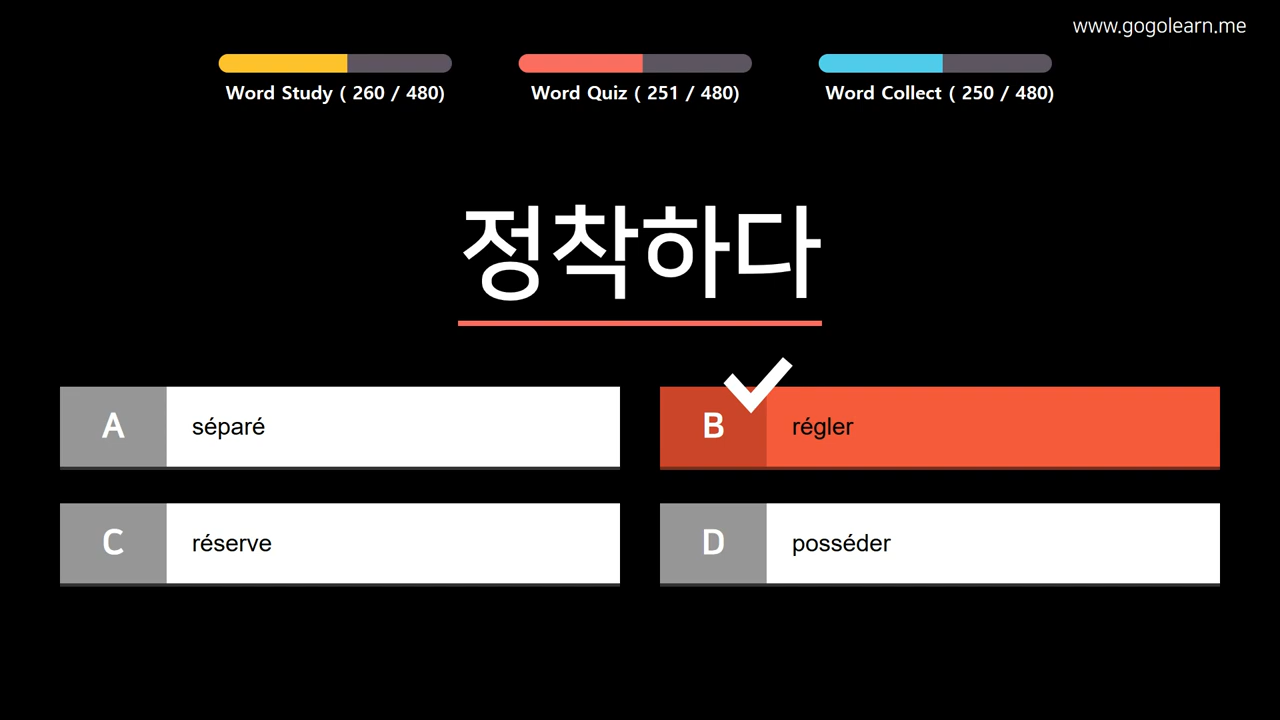 www.gogolearn.me
Word Study ( 260 / 480)
Word Quiz ( 251 / 480)
Word Collect ( 250 / 480)
정착하다
A séparé
B régler
C réserve
D posséder